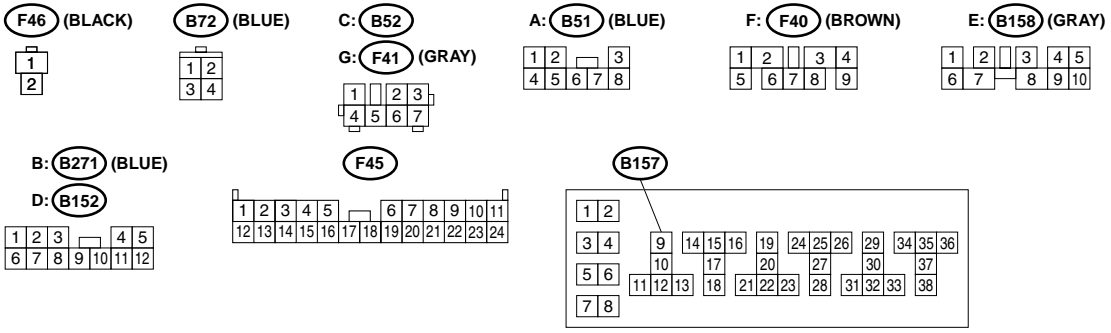 F46 (BLACK)
1
2
B72 (BLUE)
1 2
3 4
C: B52
G: F41 (GRAY)
1 2 3
4 5 6 7
A: B51 (BLUE)
1 2 3
4 5 6 7 8
F: F40 (BROWN)
1 2 3 4
5 6 7 8 9
E: B158 (GRAY)
1 2 3 4 5
6 7 8 9 10
B: B271 (BLUE)
D: B152
1 2 3 4 5
6 7 8 9 10 11 12
F45
1 2 3 4 5 6 7 8 9 10 11
12 13 14 15 16 17 18 19 20 21 22 23 24
B157
1 2
3 4 9 14 15 16 19 24 25 26 29 34 35 36
10 17 20 27 30 37
5 6 11 12 13 18 21 22 23 28 31 32 33 38
7 8